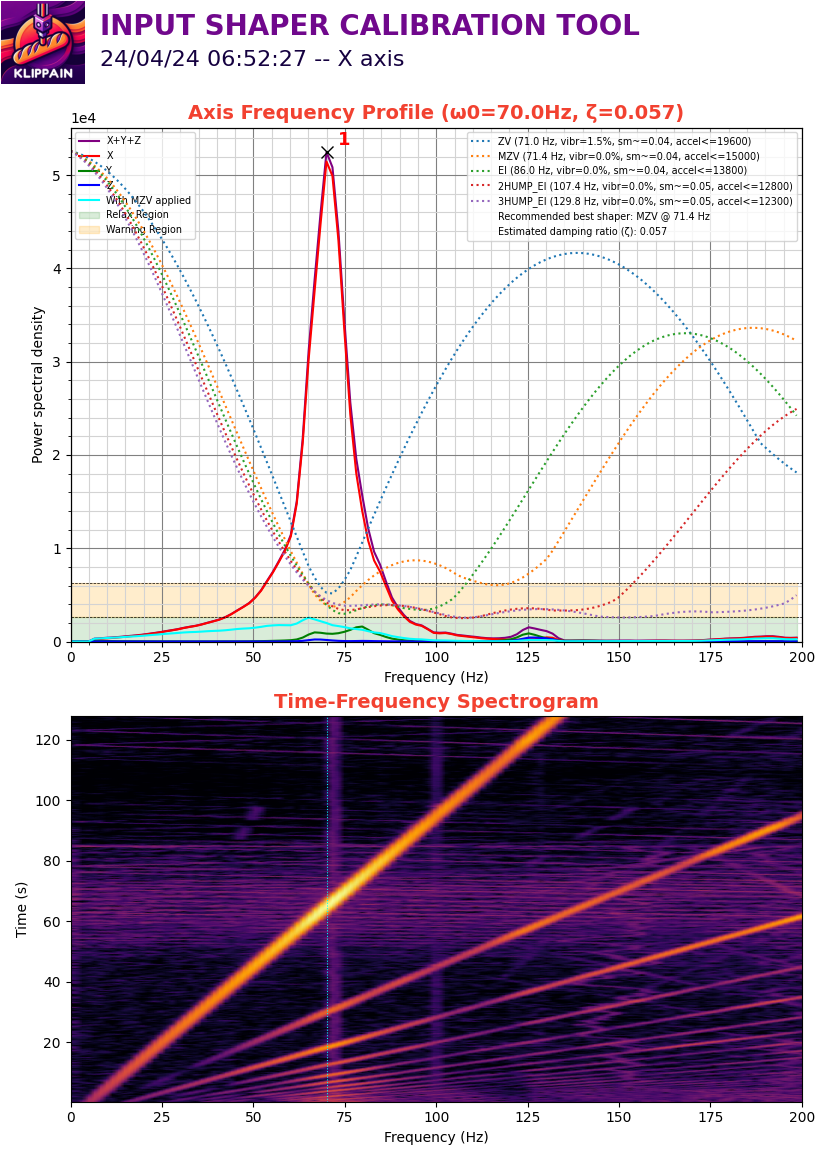 INPUT SHAPER CALIBRATION TOOL
24/04/24 06:52:27 -- X axis
KLIPPAIN
Axis Frequency Profile (ω0=70.0Hz, ζ=0.057)
1e4
1
X+Y+Z
X
Y
Z
With MZV applied
Relax Region
Warning Region
ZV (71.0 Hz, vibr=1.5%, sm~=0.04, accel<=19600)
MZV (71.4 Hz, vibr=0.0%, sm~=0.04, accel<=15000)
EI (86.0 Hz, vibr=0.0%, sm~=0.04, accel<=13800)
2HUMP_EI (107.4 Hz, vibr=0.0%, sm~=0.05, accel<=12800)
3HUMP_EI (129.8 Hz, vibr=0.0%, sm~=0.05, accel<=12300)
Recommended best shaper: MZV @ 71.4 Hz
Estimated damping ratio (ζ): 0.057
Power spectral density
5
4
3
2
1
0
0 25 50 75 100 125 150 175 200
Frequency (Hz)
Time-Frequency Spectrogram
Time (s)
120
100
80
60
40
20
0 25 50 75 100 125 150 175 200
Frequency (Hz)